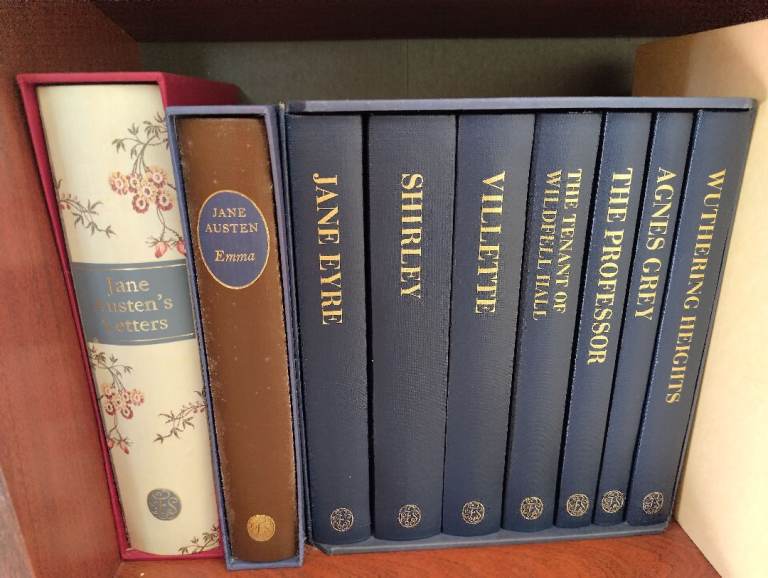 Jane
Austen's
Letters
JANE
AUSTEN
Emma
JANE EYRE
SHIRLEY
VILLETTE
THE TENANT OF
WILDFELL HALL
THE PROFESSOR
AGNES GREY
WUTHERING HEIGHTS